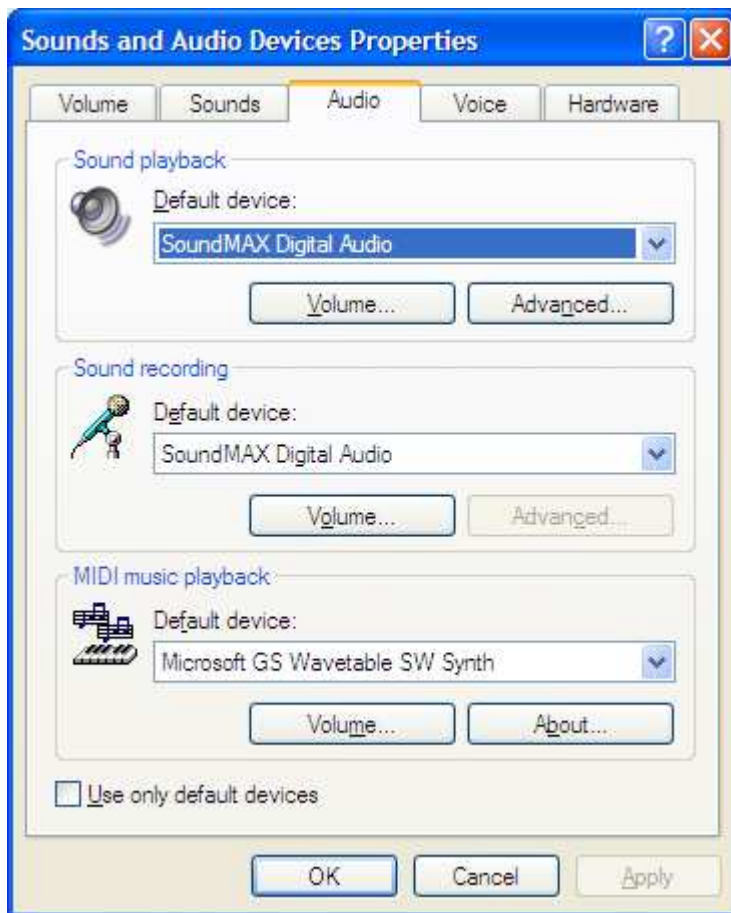 Sounds and Audio Devices Properties
?
Volume Sounds Audio Voice Hardware
Sound playback
Default device:
SoundMAX Digital Audio
Volume... Advanced...
Sound recording
Default device:
SoundMAX Digital Audio
Volume... Advanced...
MIDI music playback
Default device:
Microsoft GS Wavetable SW Synth
Volume... About...
Use only default devices
OK Cancel Apply